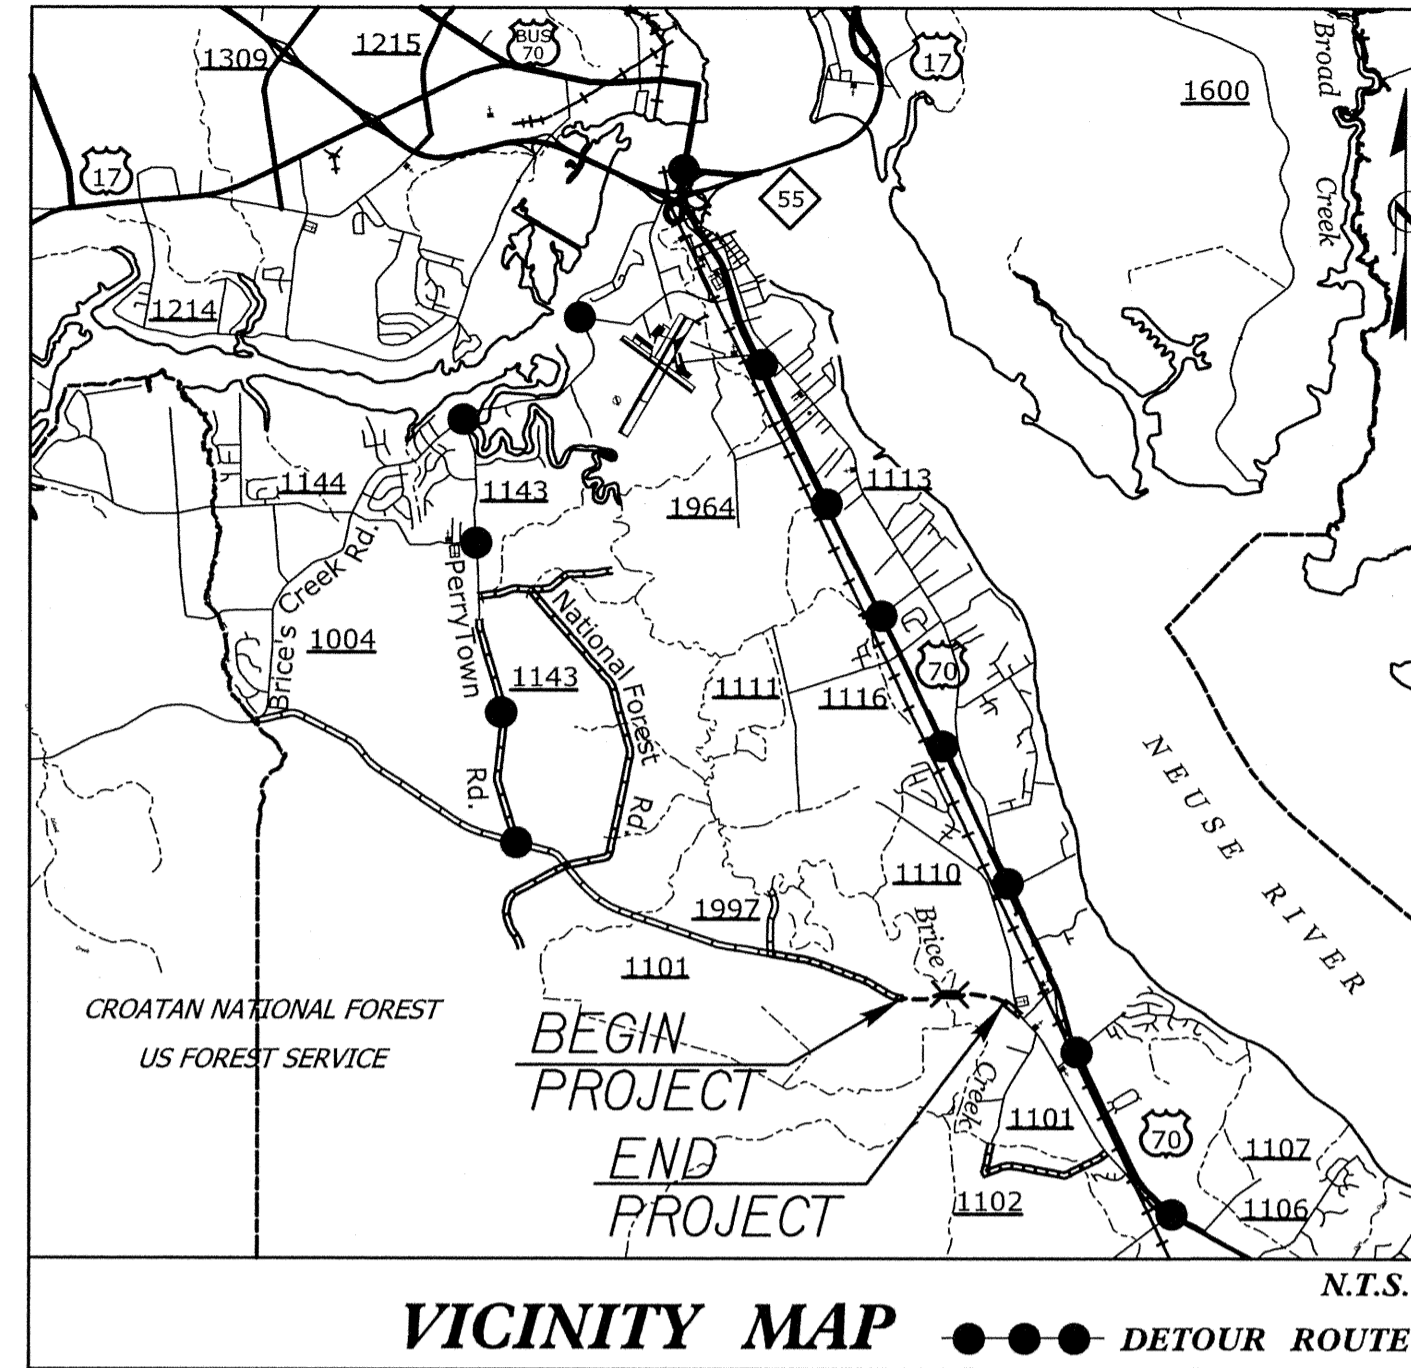 1309
1215
BUS
70
17
1600
Broad
Creek
17
55
1214
1144
1143
1964
1113
Brice's Creek Rd.
1004
PerryTown
Rd.
1143
National Forest
Rd.
1111
1116
70
NEUSE RIVER
1110
1997
Brice
Creek
1101
CROATAN NATIONAL FOREST
US FOREST SERVICE
BEGIN
PROJECT
END
PROJECT
1101
70
1107
1102
1106
N.T.S.
VICINITY MAP
DETOUR ROUTE